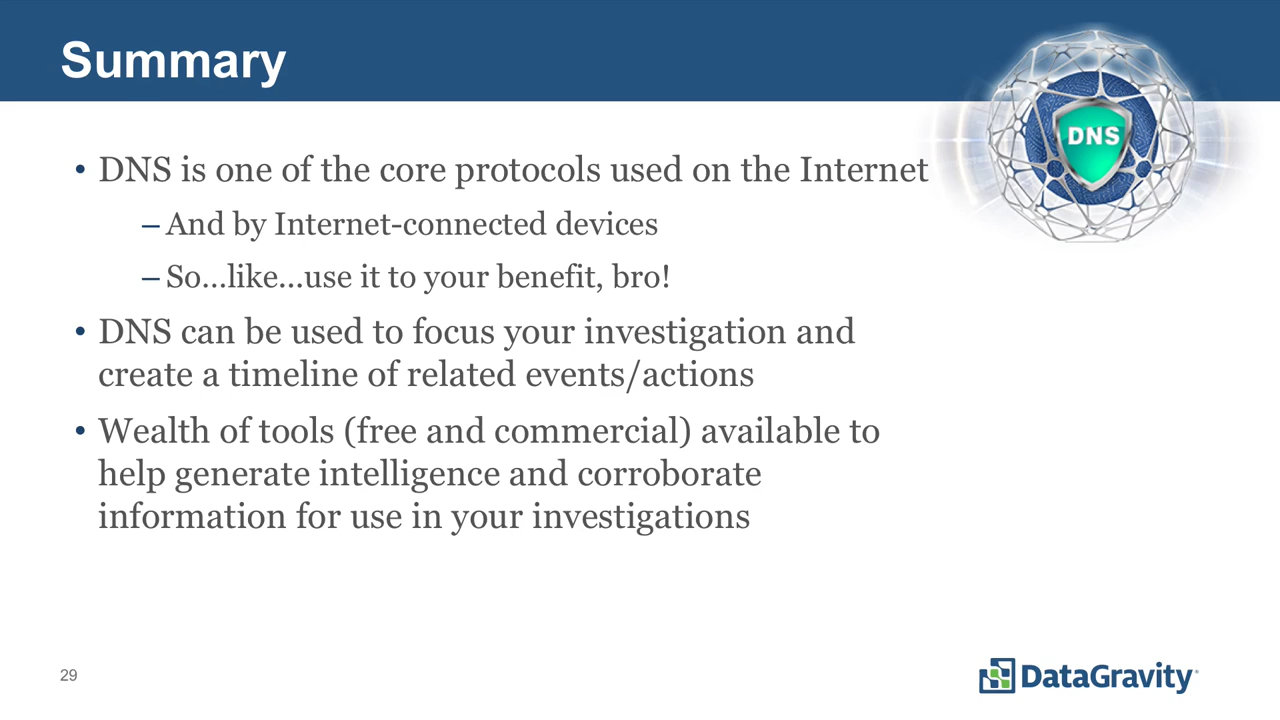 Summary
DNS
• DNS is one of the core protocols used on the Internet
– And by Internet-connected devices
– So...like...use it to your benefit, bro!
• DNS can be used to focus your investigation and
create a timeline of related events/actions
• Wealth of tools (free and commercial) available to
help generate intelligence and corroborate
information for use in your investigations
29
DataGravity®